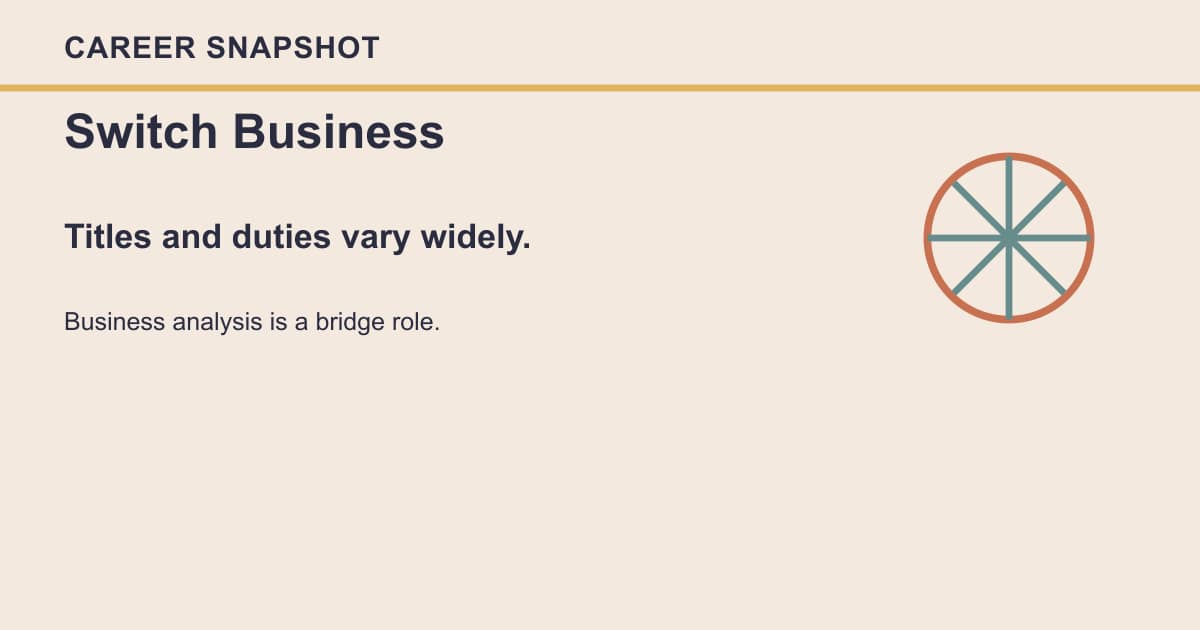 CAREER SNAPSHOT
Switch Business
Titles and duties vary widely.
Business analysis is a bridge role.